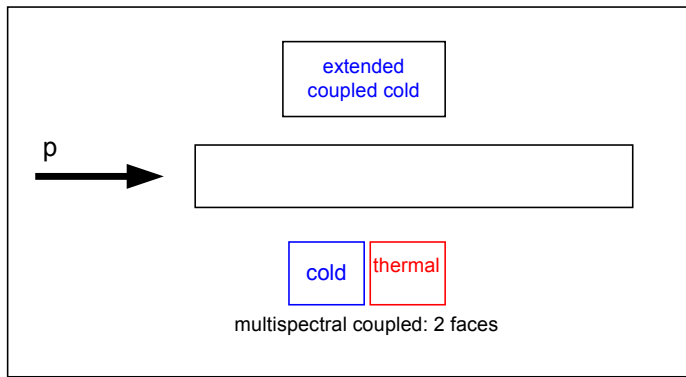 extended
coupled cold
p
cold
thermal
multispectral coupled: 2 faces